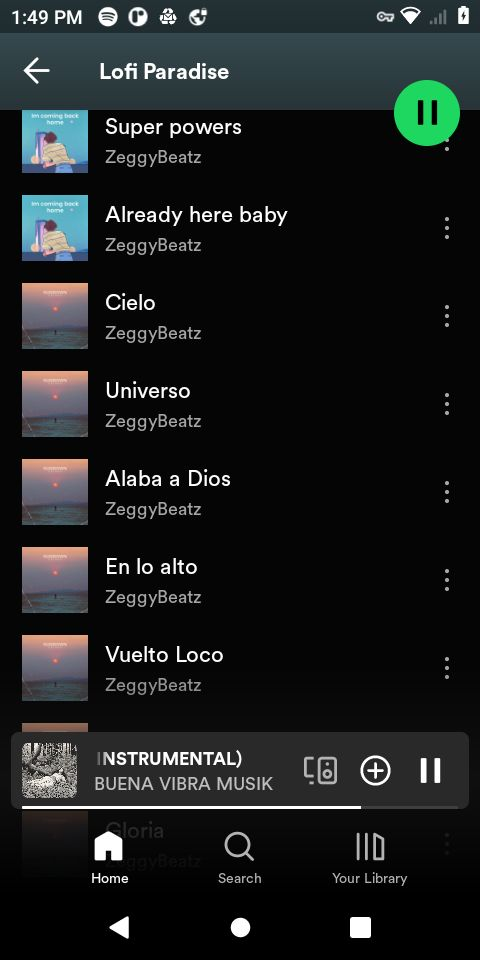 1:49 PM
Lofi Paradise
Im coming back
home
Super powers
ZeggyBeatz
Im coming back
home
Already here baby
ZeggyBeatz
Cielo
ZeggyBeatz
Universo
ZeggyBeatz
Alaba a Dios
ZeggyBeatz
En lo alto
ZeggyBeatz
Vuelto Loco
ZeggyBeatz
INSTRUMENTAL)
BUENA VIBRA MUSIK
Gloria
ZeggyBeatz
Home
Search
Your Library